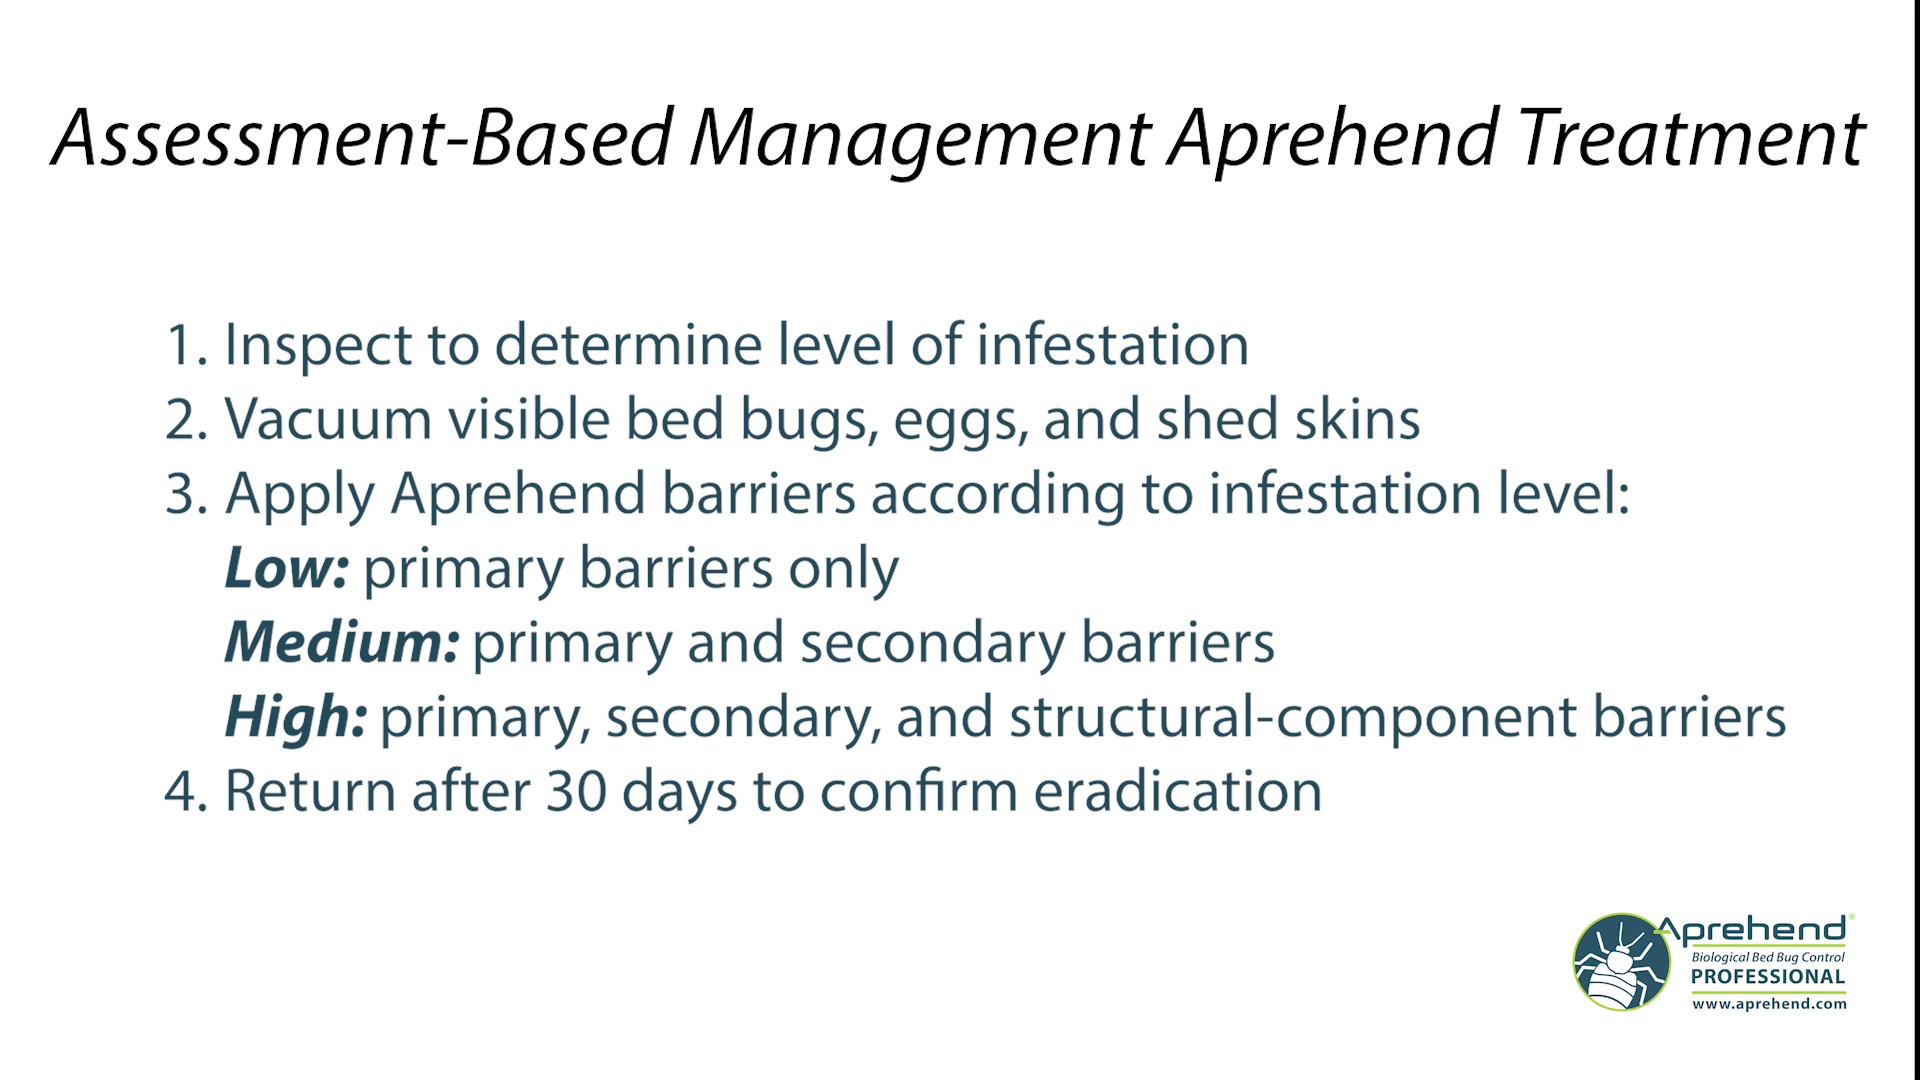 Assessment-Based Management Aprehend Treatment
1. Inspect to determine level of infestation
2. Vacuum visible bed bugs, eggs, and shed skins
3. Apply Aprehend barriers according to infestation level:
Low: primary barriers only
Medium: primary and secondary barriers
High: primary, secondary, and structural-component barriers
4. Return after 30 days to confirm eradication
Aprehend®
Biological Bed Bug Control
PROFESSIONAL
www.aprehend.com